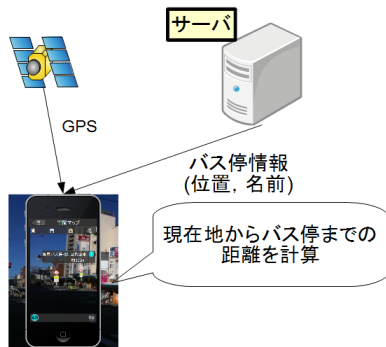 サーバ
GPS
バス停情報
(位置, 名前)
現在地からバス停までの
距離を計算